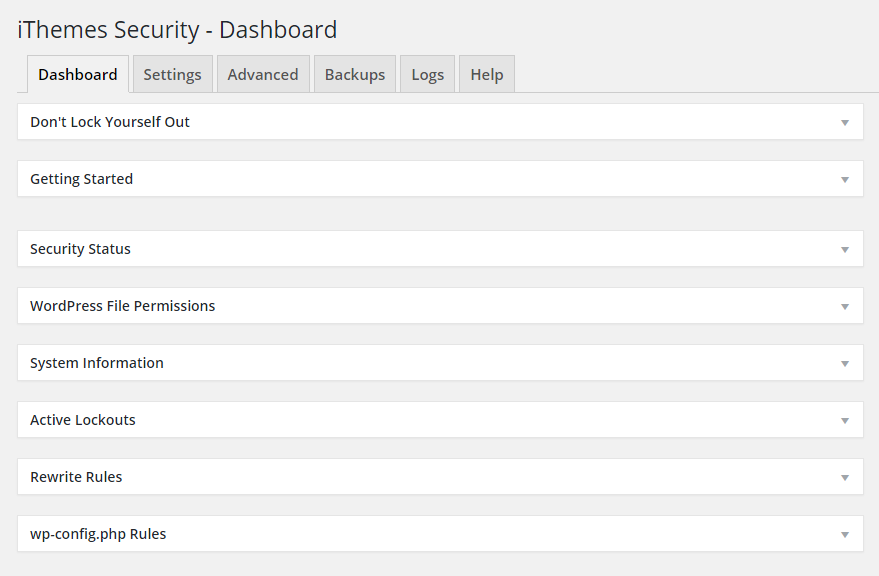 iThemes Security - Dashboard
Dashboard Settings Advanced Backups Logs Help
Don't Lock Yourself Out
Getting Started
Security Status
WordPress File Permissions
System Information
Active Lockouts
Rewrite Rules
wp-config.php Rules